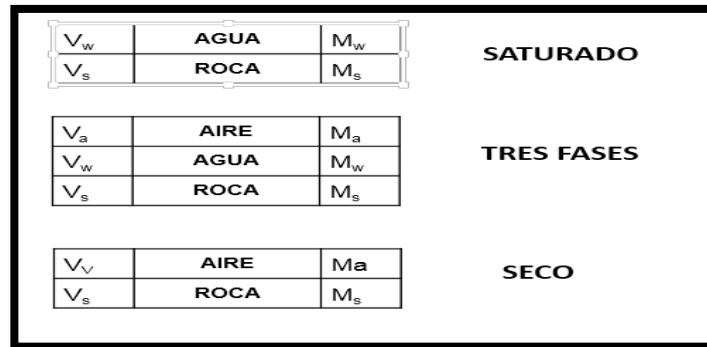 Vw AGUA Mw
Vs ROCA Ms
SATURADO
Va AIRE Ma
Vw AGUA Mw
Vs ROCA Ms
TRES FASES
VV AIRE Ma
Vs ROCA Ms
SECO